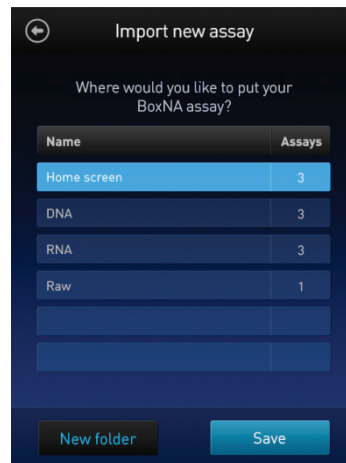 Import new assay
Where would you like to put your
BoxNA assay?
Name Assays
Home screen 3
DNA 3
RNA 3
Raw 1
New folder Save